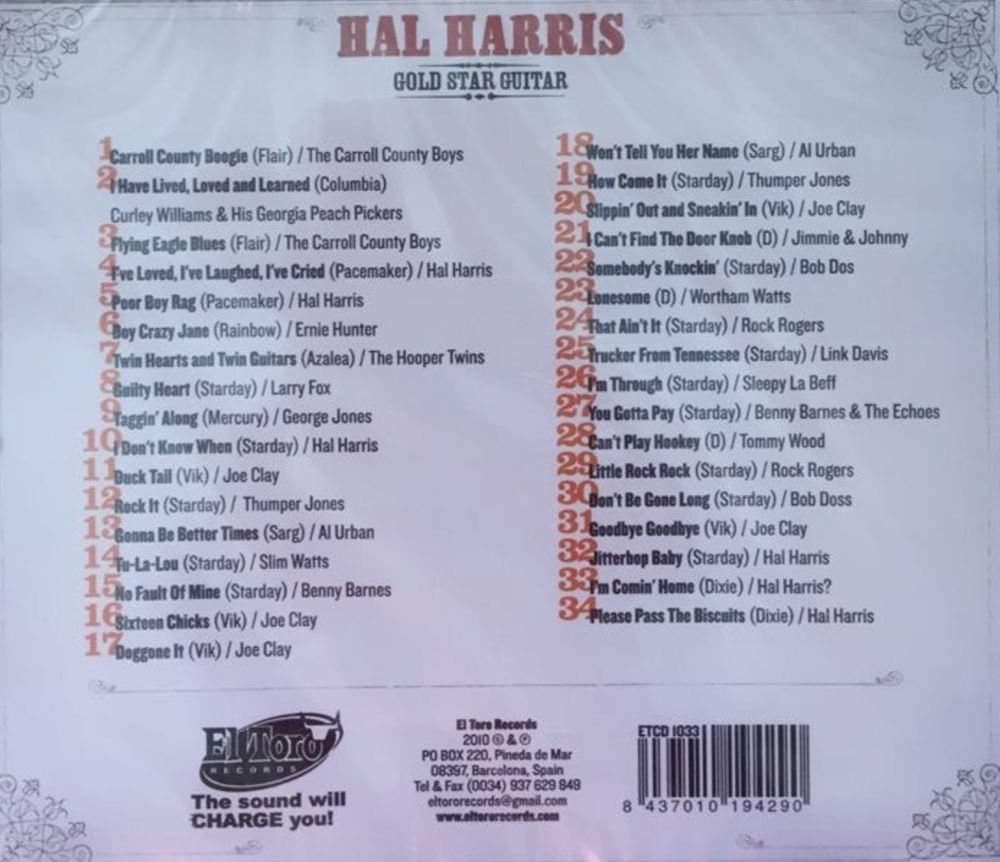 HAL HARRIS
GOLD STAR GUITAR
1 Carroll County Boogie (Flair) / The Carroll County Boys
2 I Have Lived, Loved and Learned (Columbia)
Curley Williams & His Georgia Peach Pickers
3 Flying Eagle Blues (Flair) / The Carroll County Boys
4 I've Loved, I've Laughed, I've Cried (Pacemaker) / Hal Harris
5 Poor Boy Rag (Pacemaker) / Hal Harris
6 Boy Crazy Jane (Rainbow) / Ernie Hunter
7 Twin Hearts and Twin Guitars (Azalea) / The Hooper Twins
8 Guilty Heart (Starday) / Larry Fox
9 Taggin' Along (Mercury) / George Jones
10 I Don't Know When (Starday) / Hal Harris
11 Duck Tail (Vik) / Joe Clay
12 Rock It (Starday) / Thumper Jones
13 Gonna Be Better Times (Sarg) / Al Urban
14 Tu-La-Lou (Starday) / Slim Watts
15 No Fault Of Mine (Starday) / Benny Barnes
16 Sixteen Chicks (Vik) / Joe Clay
17 Doggone It (Vik) / Joe Clay
18 Won't Tell You Her Name (Sarg) / Al Urban
19 How Come It (Starday) / Thumper Jones
20 Slippin' Out and Sneakin' In (Vik) / Joe Clay
21 I Can't Find The Door Knob (D) / Jimmie & Johnny
22 Somebody's Knockin' (Starday) / Bob Dos
23 Lonesome (D) / Wortham Watts
24 That Ain't It (Starday) / Rock Rogers
25 Trucker From Tennessee (Starday) / Link Davis
26 I'm Through (Starday) / Sleepy La Beff
27 You Gotta Pay (Starday) / Benny Barnes & The Echoes
28 Can't Play Hookey (D) / Tommy Wood
29 Little Rock Rock (Starday) / Rock Rogers
30 Don't Be Gone Long (Starday) / Bob Doss
31 Goodbye Goodbye (Vik) / Joe Clay
32 Jitterbop Baby (Starday) / Hal Harris
33 I'm Comin' Home (Dixie) / Hal Harris?
34 Please Pass The Biscuits (Dixie) / Hal Harris
El Toro
RECORDS
The sound will
CHARGE you!
El Toro Records
2010 © & ℗
PO BOX 220, Pineda de Mar
08397, Barcelona, Spain
Tel & Fax (0034) 937 629 849
eltororecords@gmail.com
www.eltororecords.com
ETCD 1033
8 437010 194290